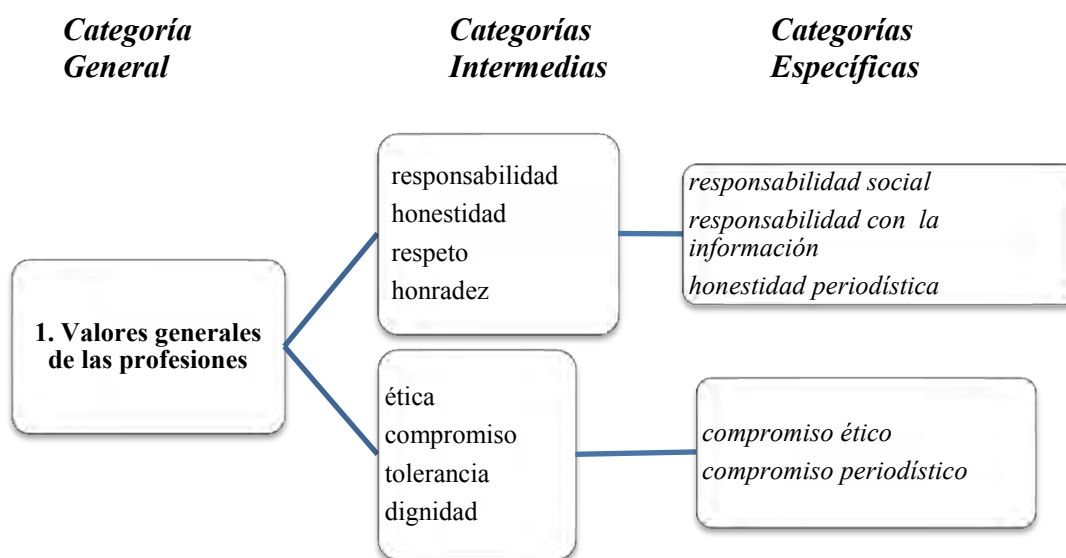 Categoría
General
Categorías
Intermedias
Categorías
Específicas
1. Valores generales
de las profesiones
responsabilidad
honestidad
respeto
honradez
responsabilidad social
responsabilidad con la
información
honestidad periodística
ética
compromiso
tolerancia
dignidad
compromiso ético
compromiso periodístico